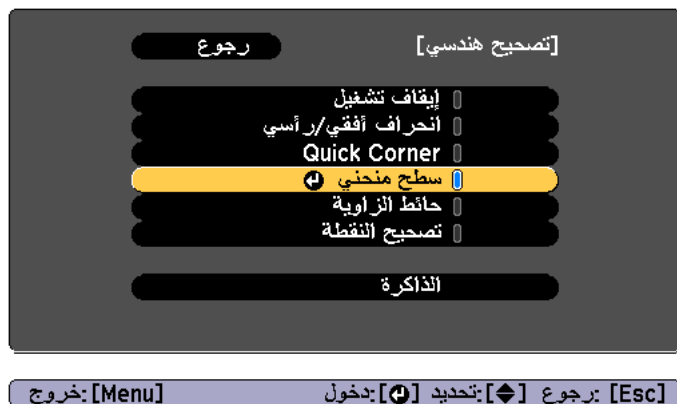 [تصحيح هندسي] رجوع
إيقاف تشغيل
انحراف أفقي/رأسي
Quick Corner
سطح منحني
حائط الزاوية
تصحيح النقطة
الذاكرة
[Esc] :رجوع [◆]:تحديد [↵]:دخول [Menu]:خروج